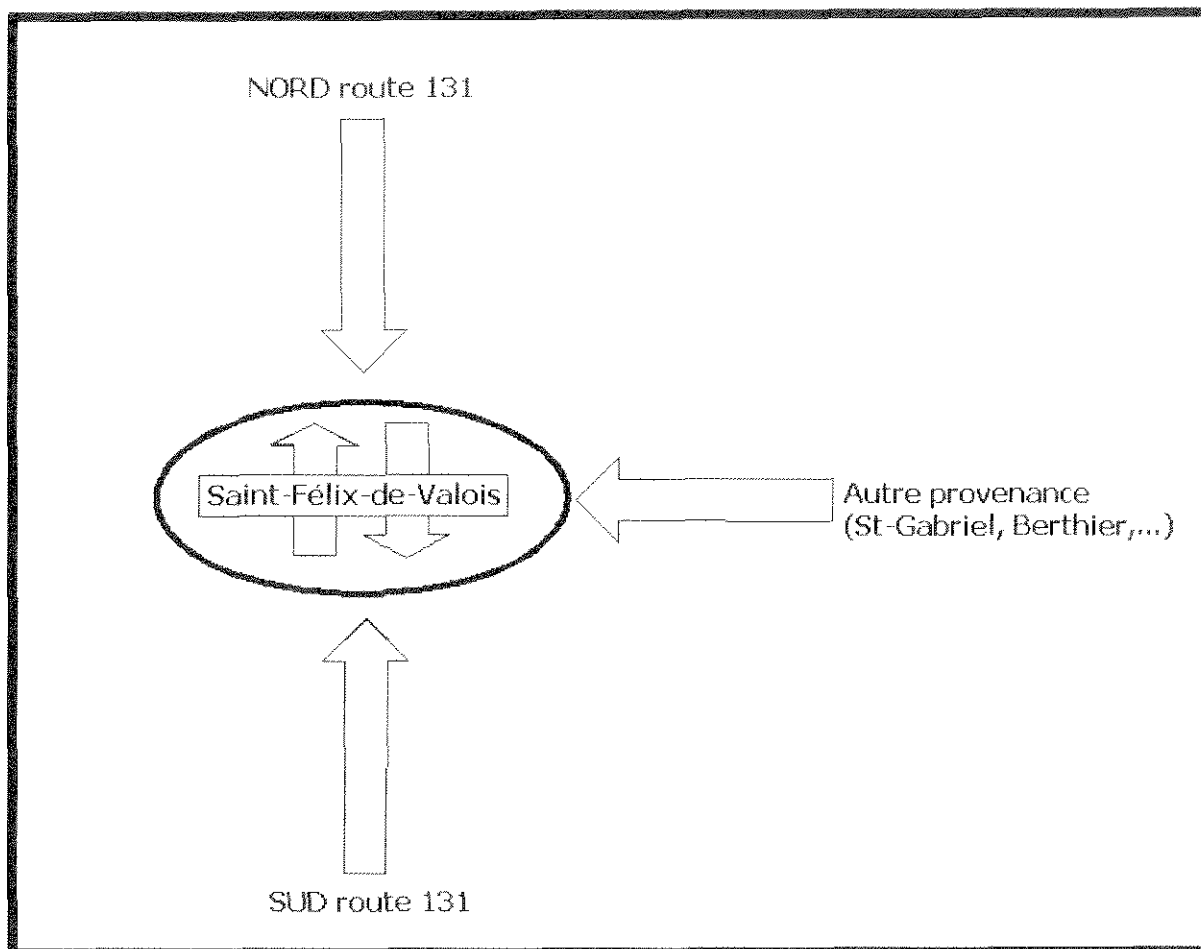 NORD route 131
Saint-Félix-de-Valois
Autre provenance
(St-Gabriel, Berthier,...)
SUD route 131